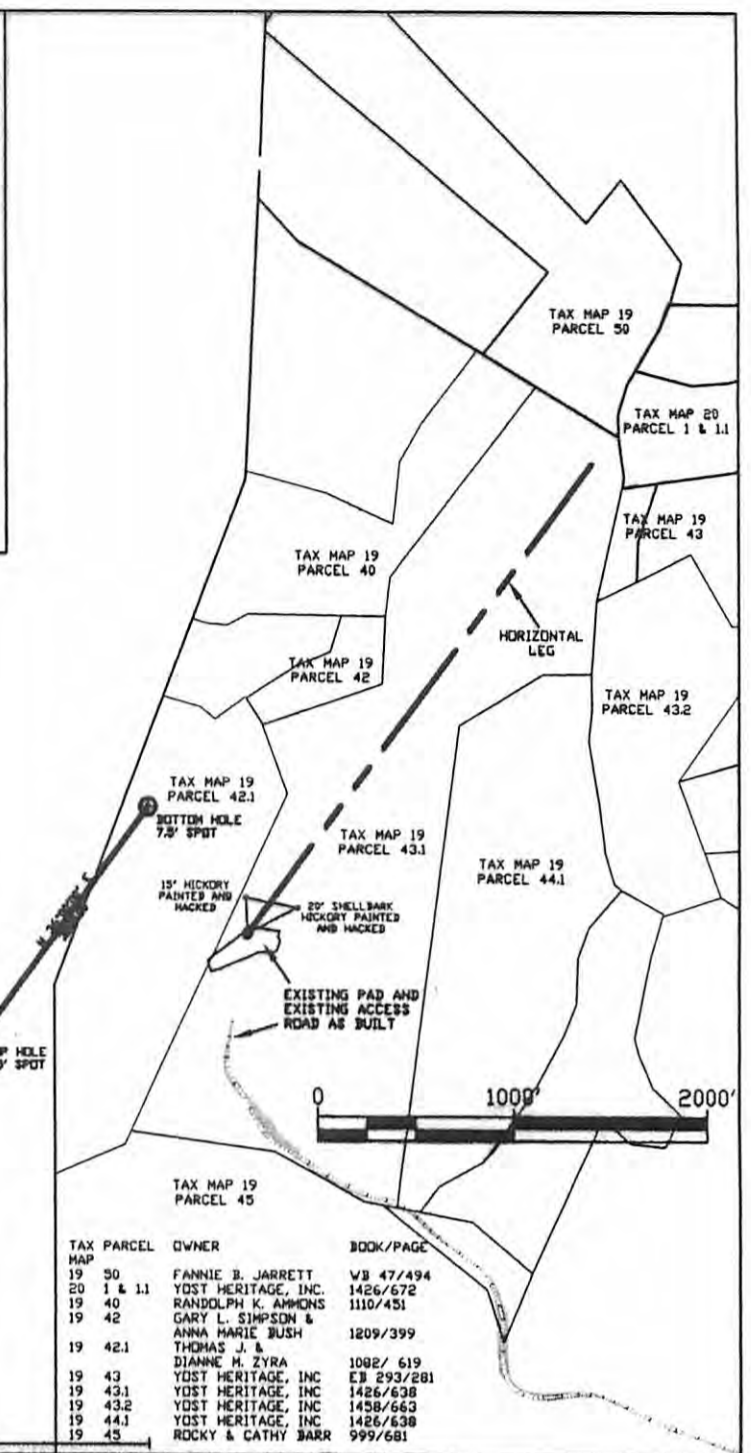 TAX MAP 19
PARCEL 50
TAX MAP 20
PARCEL 1 & 1.1
TAX MAP 19
PARCEL 43
TAX MAP 19
PARCEL 40
HORIZONTAL
LEG
TAX MAP 19
PARCEL 42
TAX MAP 19
PARCEL 43.2
TAX MAP 19
PARCEL 42.1
BOTTOM HOLE
7.5' SPOT
TAX MAP 19
PARCEL 43.1
TAX MAP 19
PARCEL 44.1
15" HICKORY
PAINTED AND
HACKED
20" SHELLBARK
HICKORY PAINTED
AND HACKED
EXISTING PAD AND
EXISTING ACCESS
ROAD AS BUILT
HOLE
SPOT
0 1000' 2000'
TAX MAP 19
PARCEL 45
TAX PARCEL OWNER BOOK/PAGE
MAP
19 50 FANNIE B. JARRETT WB 47/494
20 1 & 1.1 YOST HERITAGE, INC. 1426/672
19 40 RANDOLPH K. AMMONS 1110/451
19 42 GARY L. SIMPSON &
ANNA MARIE BUSH 1209/399
19 42.1 THOMAS J. &
DIANNE M. ZYRA 1082/ 619
19 43 YOST HERITAGE, INC EB 293/281
19 43.1 YOST HERITAGE, INC 1426/638
19 43.2 YOST HERITAGE, INC 1458/663
19 44.1 YOST HERITAGE, INC 1426/638
19 45 ROCKY & CATHY BARR 999/681